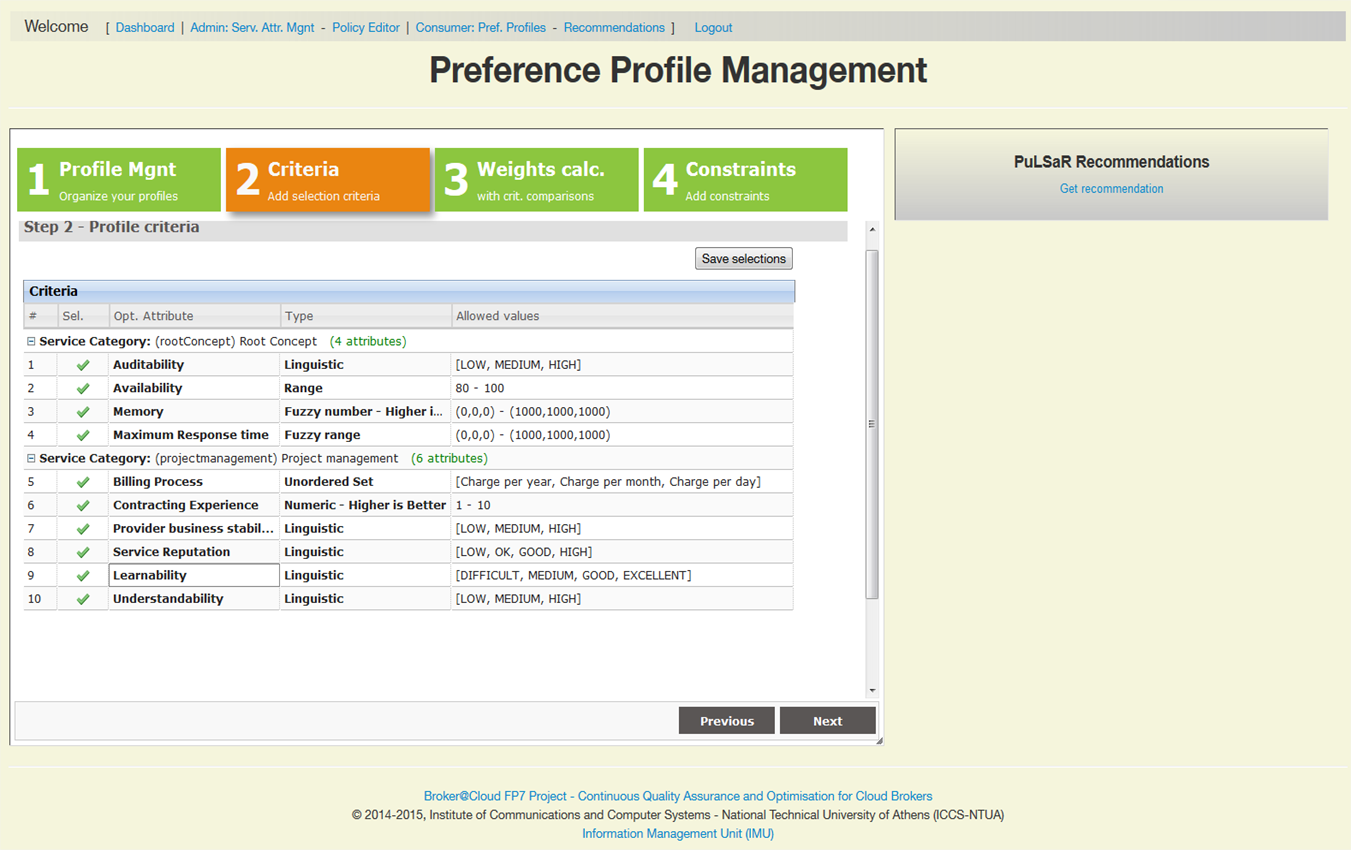 Welcome [ Dashboard | Admin: Serv. Attr. Mgnt - Policy Editor | Consumer: Pref. Profiles - Recommendations ] Logout
Preference Profile Management
1 Profile Mgnt
Organize your profiles
2 Criteria
Add selection criteria
3 Weights calc.
with crit. comparisons
4 Constraints
Add constraints
PuLSaR Recommendations
Get recommendation
Step 2 - Profile criteria
Save selections
Criteria
# Sel. Opt. Attribute Type Allowed values
Service Category: (rootConcept) Root Concept (4 attributes)
1 Auditability Linguistic [LOW, MEDIUM, HIGH]
2 Availability Range 80 - 100
3 Memory Fuzzy number - Higher i... (0,0,0) - (1000,1000,1000)
4 Maximum Response time Fuzzy range (0,0,0) - (1000,1000,1000)
Service Category: (projectmanagement) Project management (6 attributes)
5 Billing Process Unordered Set [Charge per year, Charge per month, Charge per day]
6 Contracting Experience Numeric - Higher is Better 1 - 10
7 Provider business stabil... Linguistic [LOW, MEDIUM, HIGH]
8 Service Reputation Linguistic [LOW, OK, GOOD, HIGH]
9 Learnability Linguistic [DIFFICULT, MEDIUM, GOOD, EXCELLENT]
10 Understandability Linguistic [LOW, MEDIUM, HIGH]
Previous Next
Broker@Cloud FP7 Project - Continuous Quality Assurance and Optimisation for Cloud Brokers
© 2014-2015, Institute of Communications and Computer Systems - National Technical University of Athens (ICCS-NTUA)
Information Management Unit (IMU)